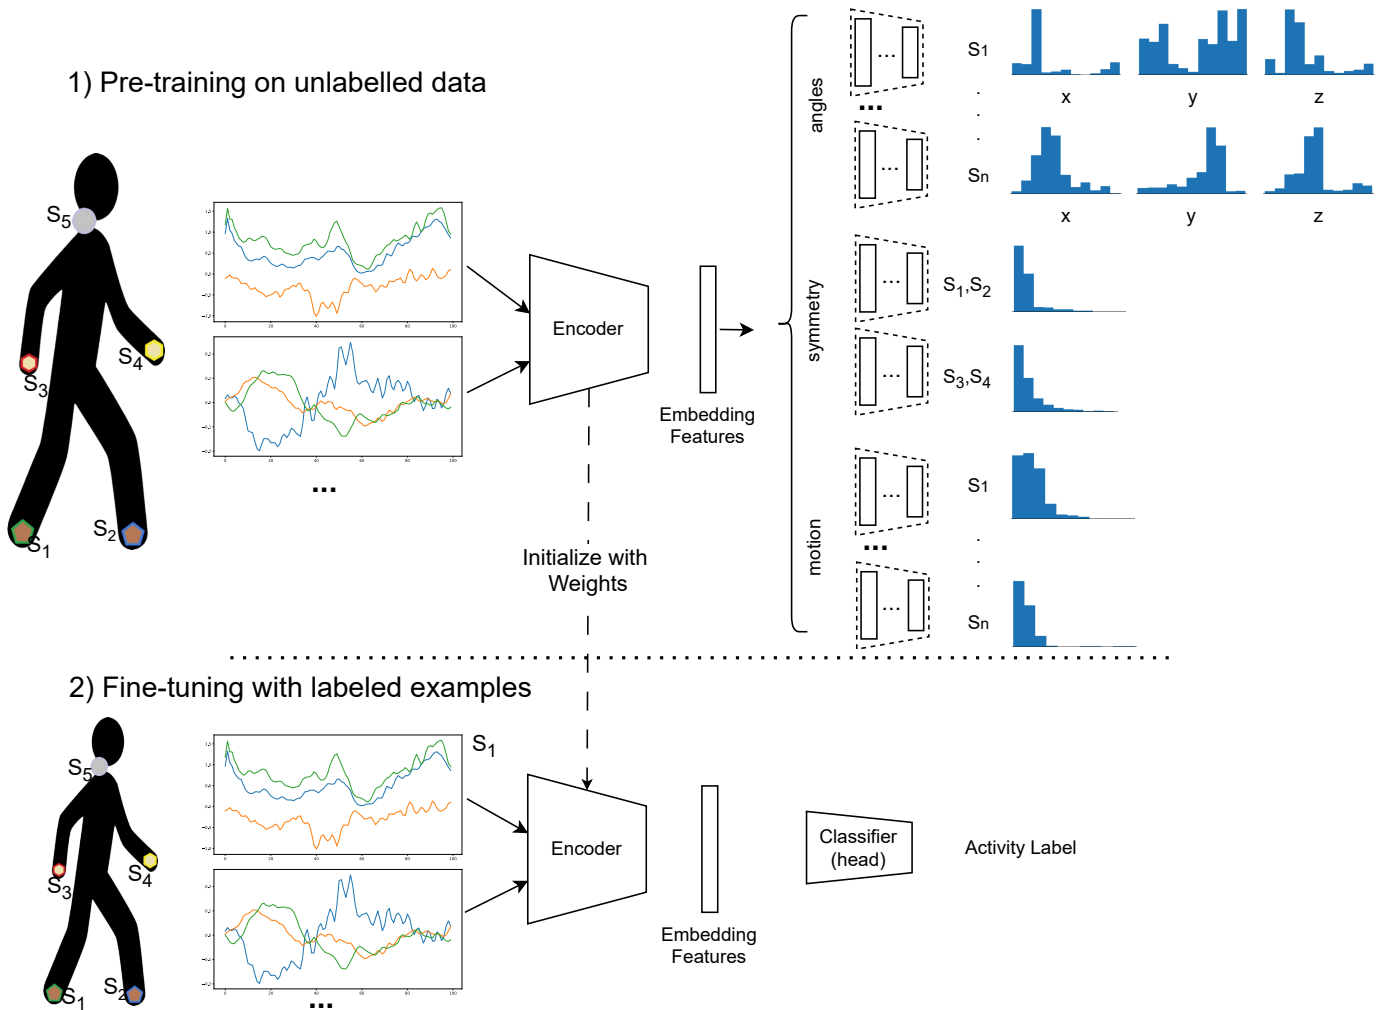 1) Pre-training on unlabelled data
S5
S4
S3
S2
S1
...
Encoder
Embedding
Features
Initialize with
Weights
angles
...
...
...
S1
x
y
z
.
.
.
Sn
x
y
z
symmetry
...
S1,S2
...
S3,S4
motion
...
S1
...
.
.
.
...
Sn
2) Fine-tuning with labeled examples
S5
S4
S3
S1
S2
S1
...
Encoder
Embedding
Features
Classifier
(head)
Activity Label